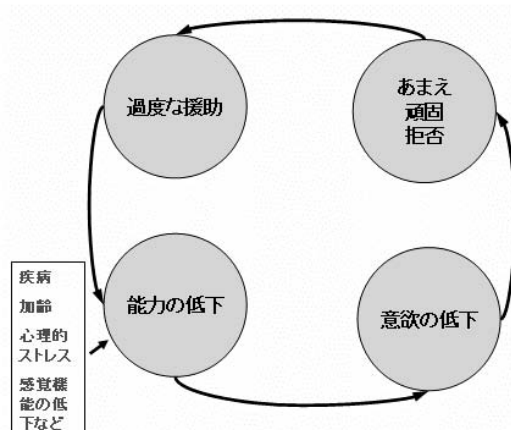 過度な援助
あまえ
頑固
拒否
能力の低下
意欲の低下
疾病
加齢
心理的
ストレス
感覚機
能の低
下など